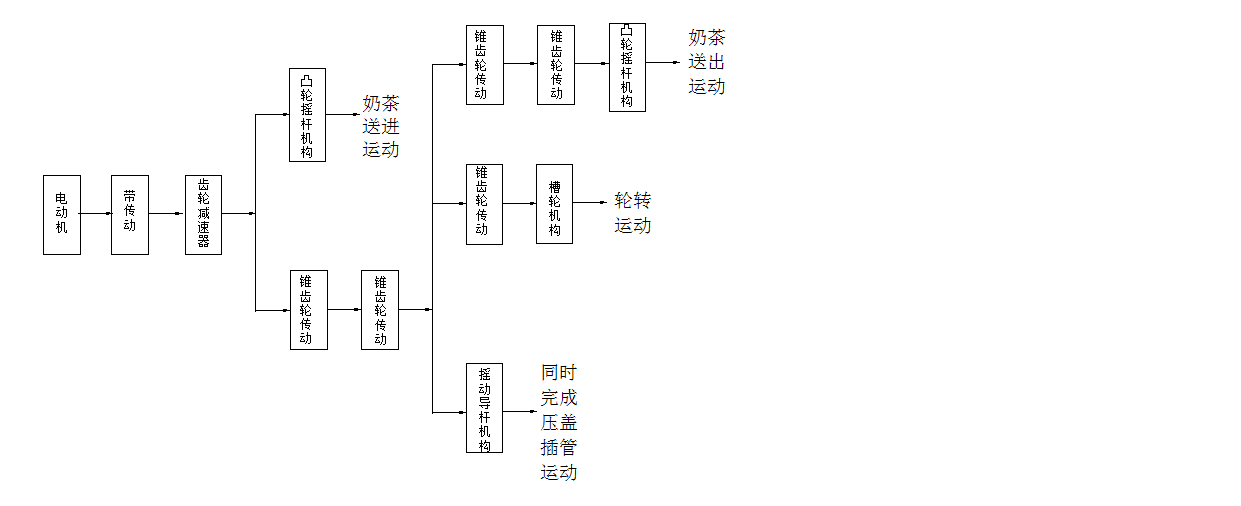 电动机
带传动
齿轮减速器
凸轮摇杆机构
奶茶
送进
运动
锥齿轮传动
锥齿轮传动
锥齿轮传动
锥齿轮传动
凸轮摇杆机构
奶茶
送出
运动
锥齿轮传动
槽轮机构
轮转
运动
摇动导杆机构
同时
完成
压盖
插管
运动